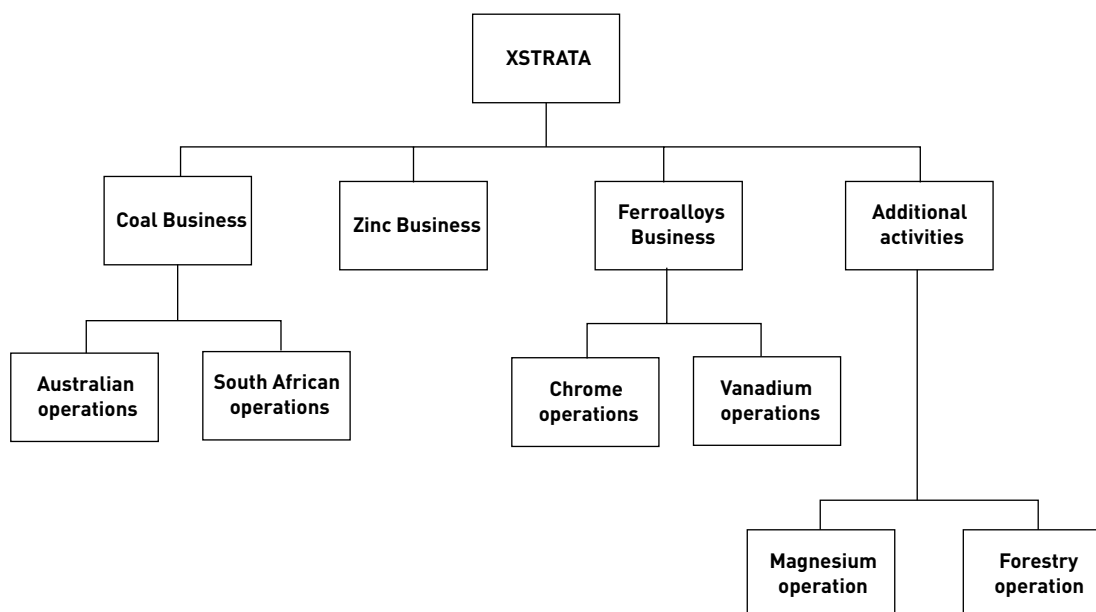 XSTRATA
Coal Business
Zinc Business
Ferroalloys
Business
Additional
activities
Australian
operations
South African
operations
Chrome
operations
Vanadium
operations
Magnesium
operation
Forestry
operation